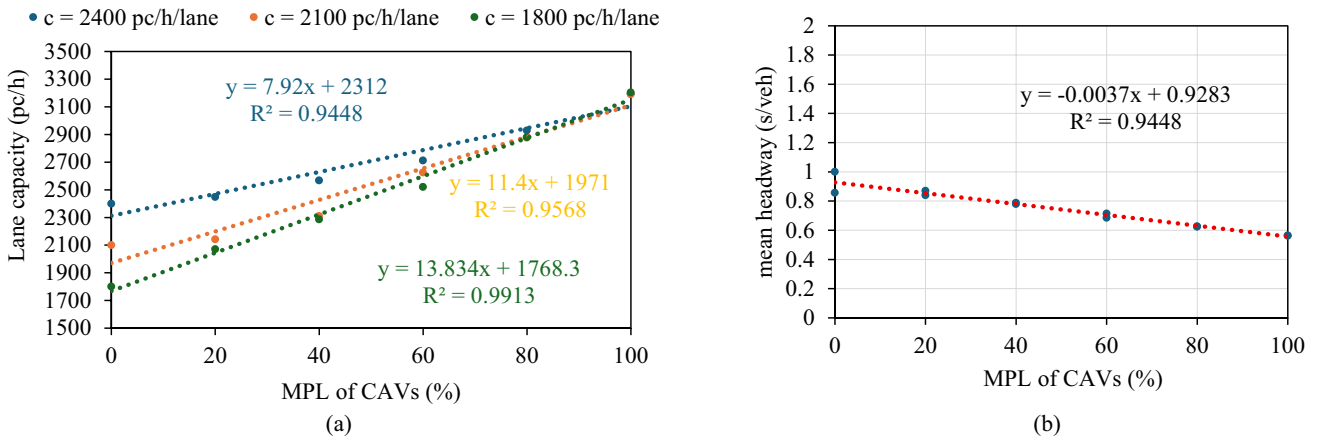 c = 2400 pc/h/lane c = 2100 pc/h/lane c = 1800 pc/h/lane
Lane capacity (pc/h)
3500
3300
3100
2900
2700
2500
2300
2100
1900
1700
1500
y = 7.92x + 2312
R² = 0.9448
y = 11.4x + 1971
R² = 0.9568
y = 13.834x + 1768.3
R² = 0.9913
0 20 40 60 80 100
MPL of CAVs (%)
(a)
mean headway (s/veh)
2
1.8
1.6
1.4
1.2
1
0.8
0.6
0.4
0.2
0
y = -0.0037x + 0.9283
R² = 0.9448
0 20 40 60 80 100
MPL of CAVs (%)
(b)